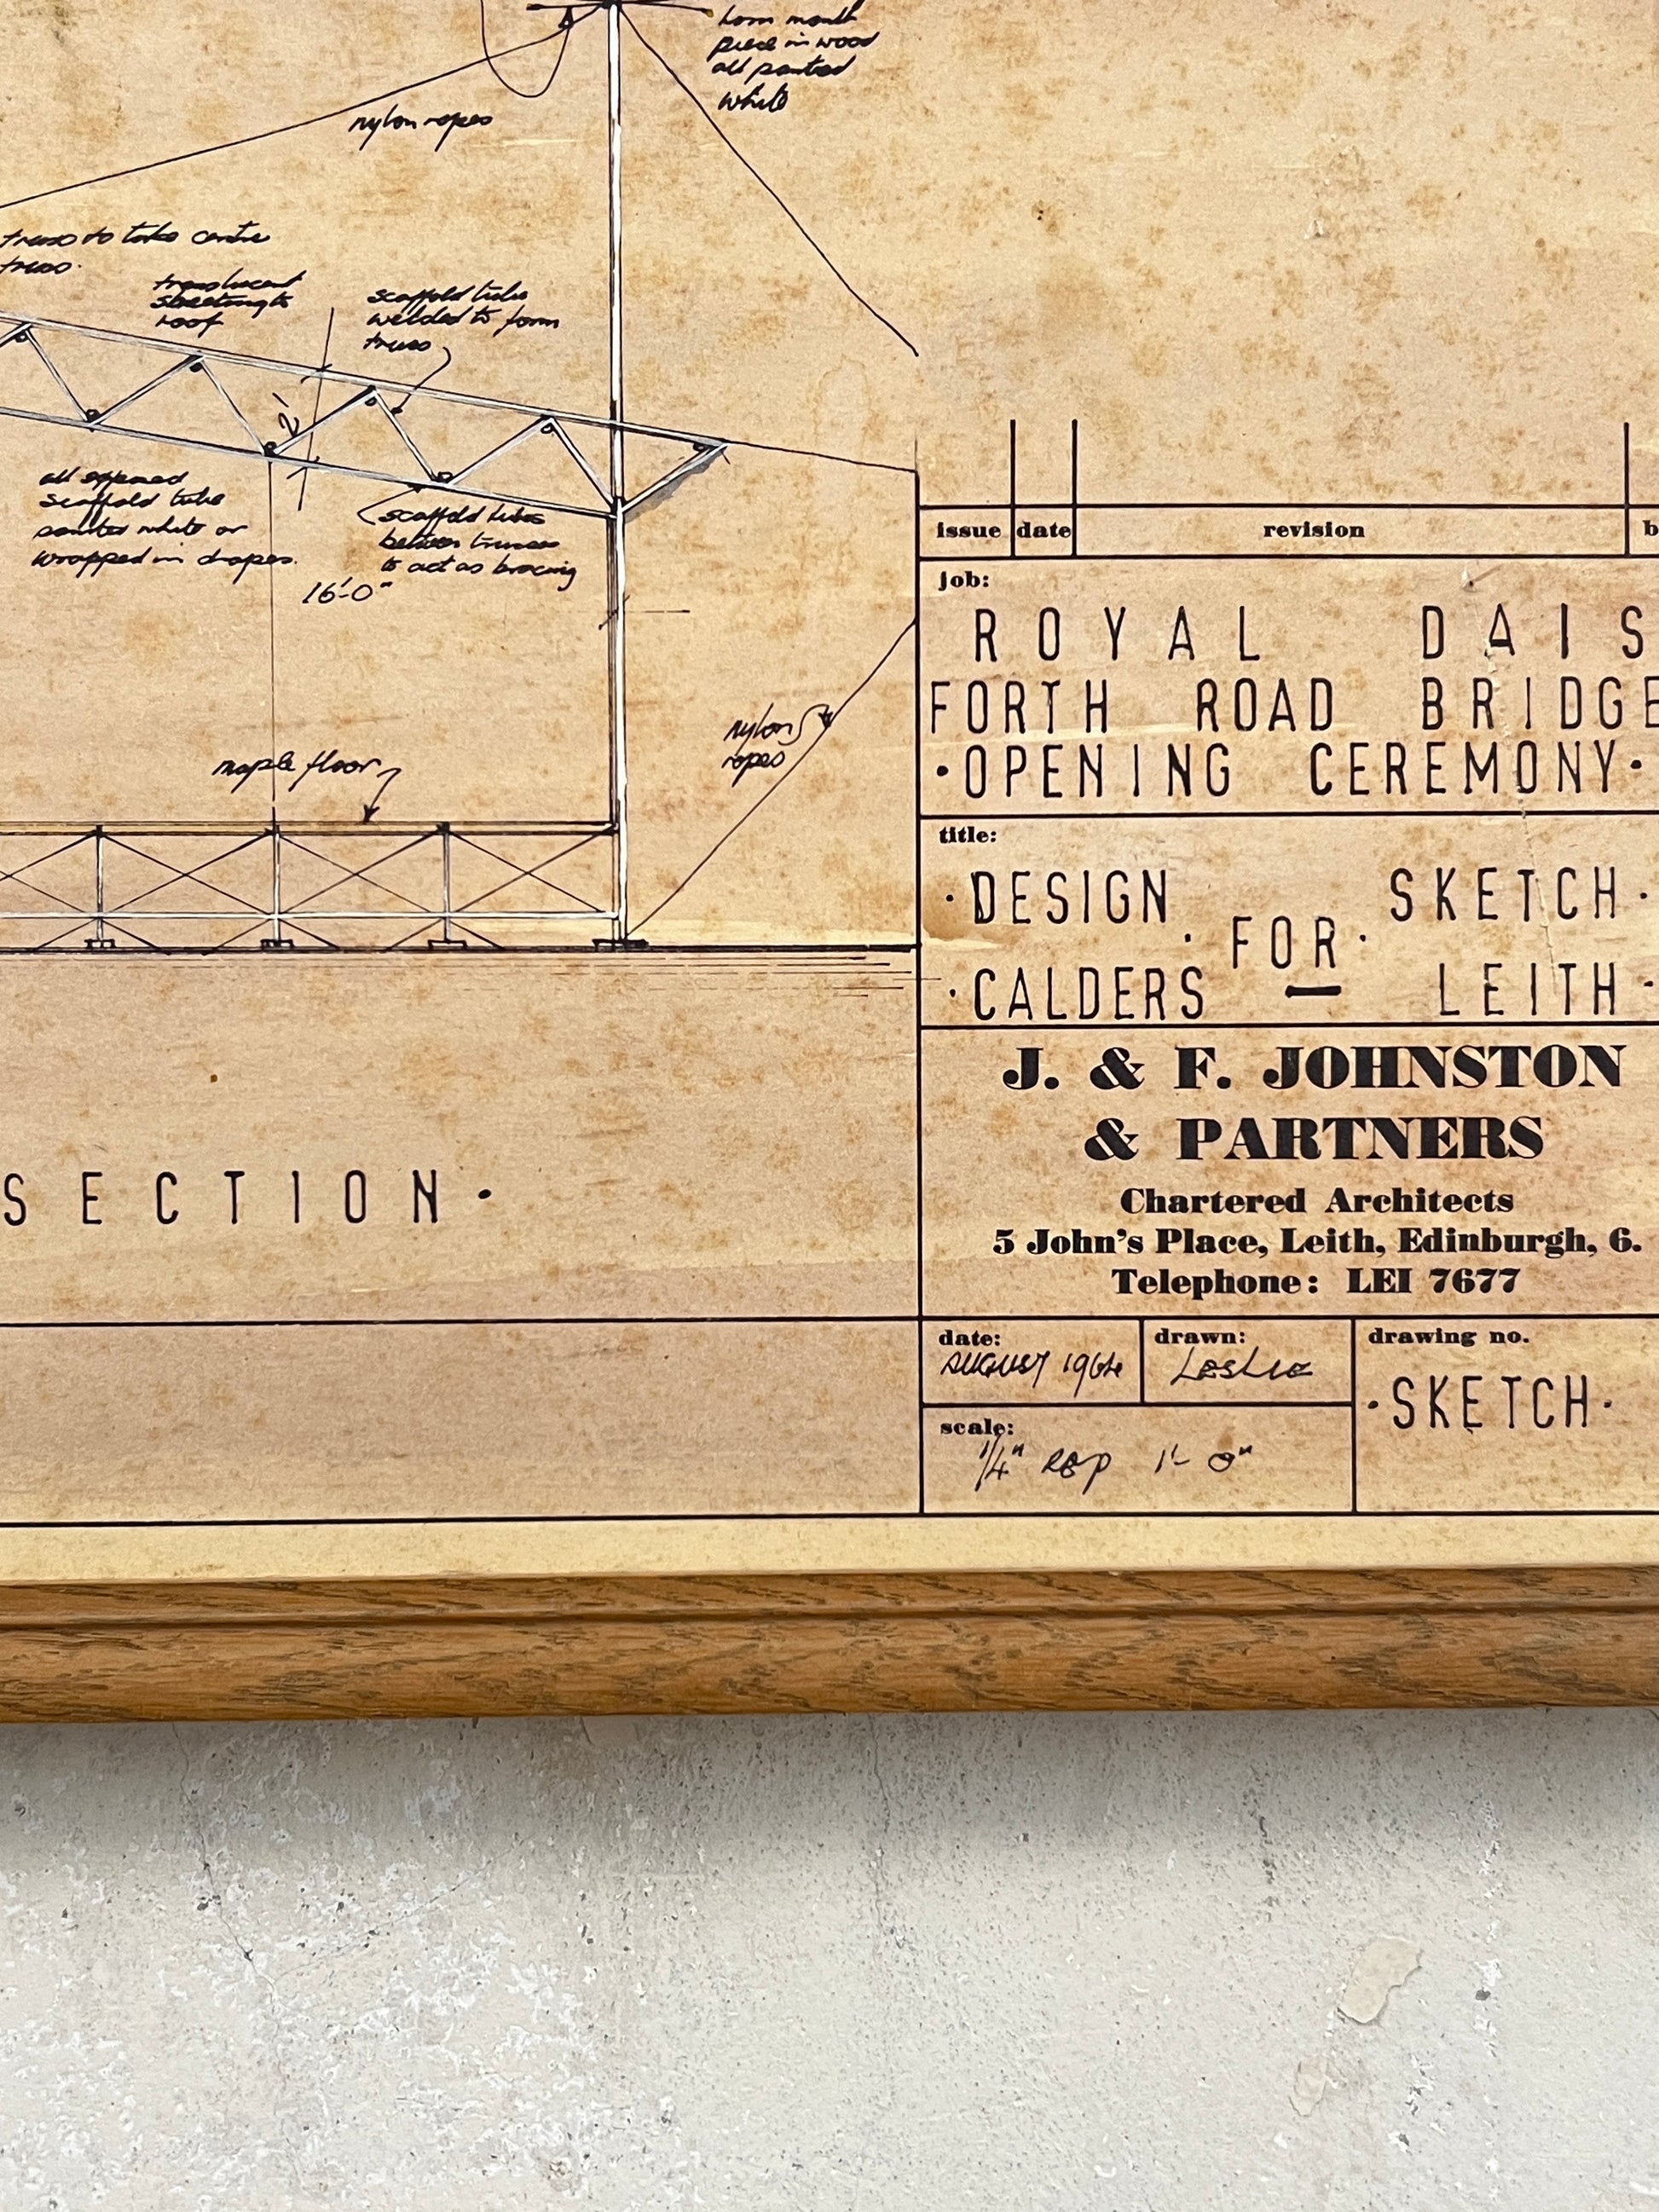 horn mouth
piece in wood
all painted
white
nylon ropes
truss to take centre
truss.
translucent
sheeting to
roof
scaffold tube
welded to form
truss
2'
all exposed
scaffold tube
painted white or
wrapped in drapes.
scaffold tubes
between trusses
to act as bracing
16'-0"
nylon
ropes
maple floor
SECTION·
issue date revision b
job:
ROYAL DAIS
FORTH ROAD BRIDGE
·OPENING CEREMONY·
title:
·DESIGN SKETCH·
·FOR·
·CALDERS — LEITH·
J. & F. JOHNSTON
& PARTNERS
Chartered Architects
5 John's Place, Leith, Edinburgh, 6.
Telephone: LEI 7677
date: drawn: drawing no.
AUGUST 1964 Leslie
·SKETCH·
scale:
1/4" rep 1'-0"